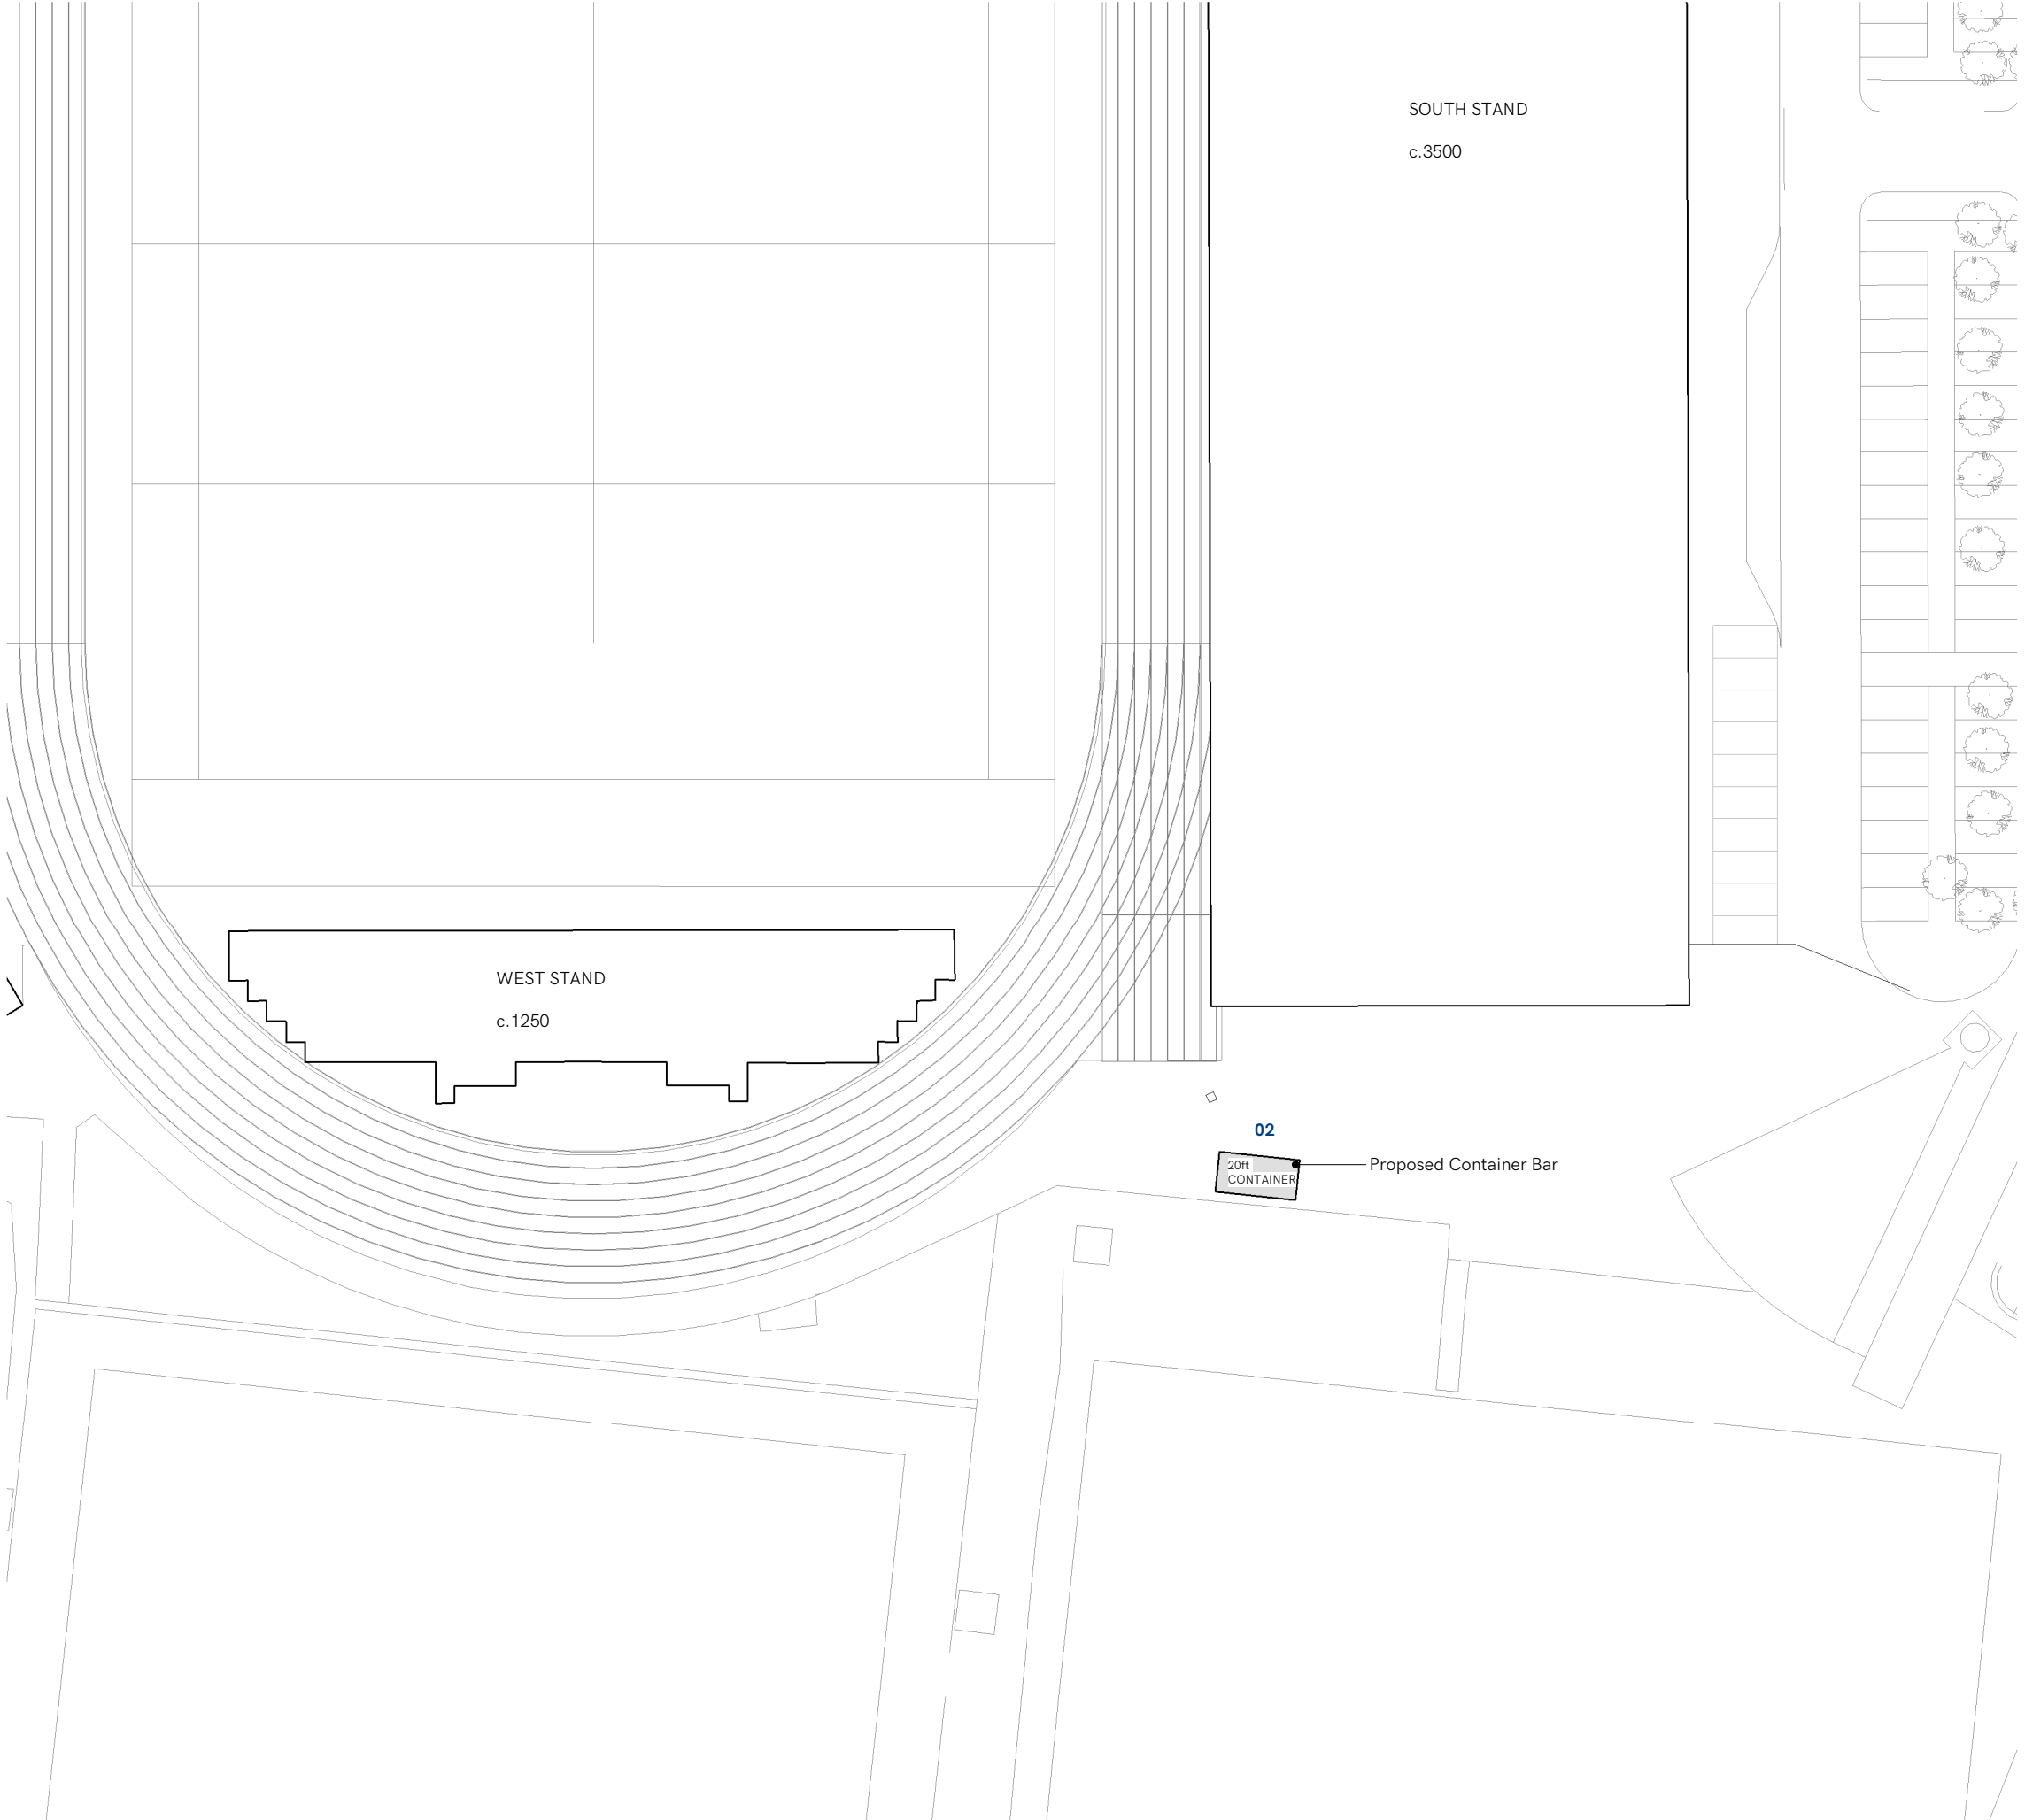 SOUTH STAND
c.3500
WEST STAND
c.1250
02
20ft
CONTAINER
Proposed Container Bar